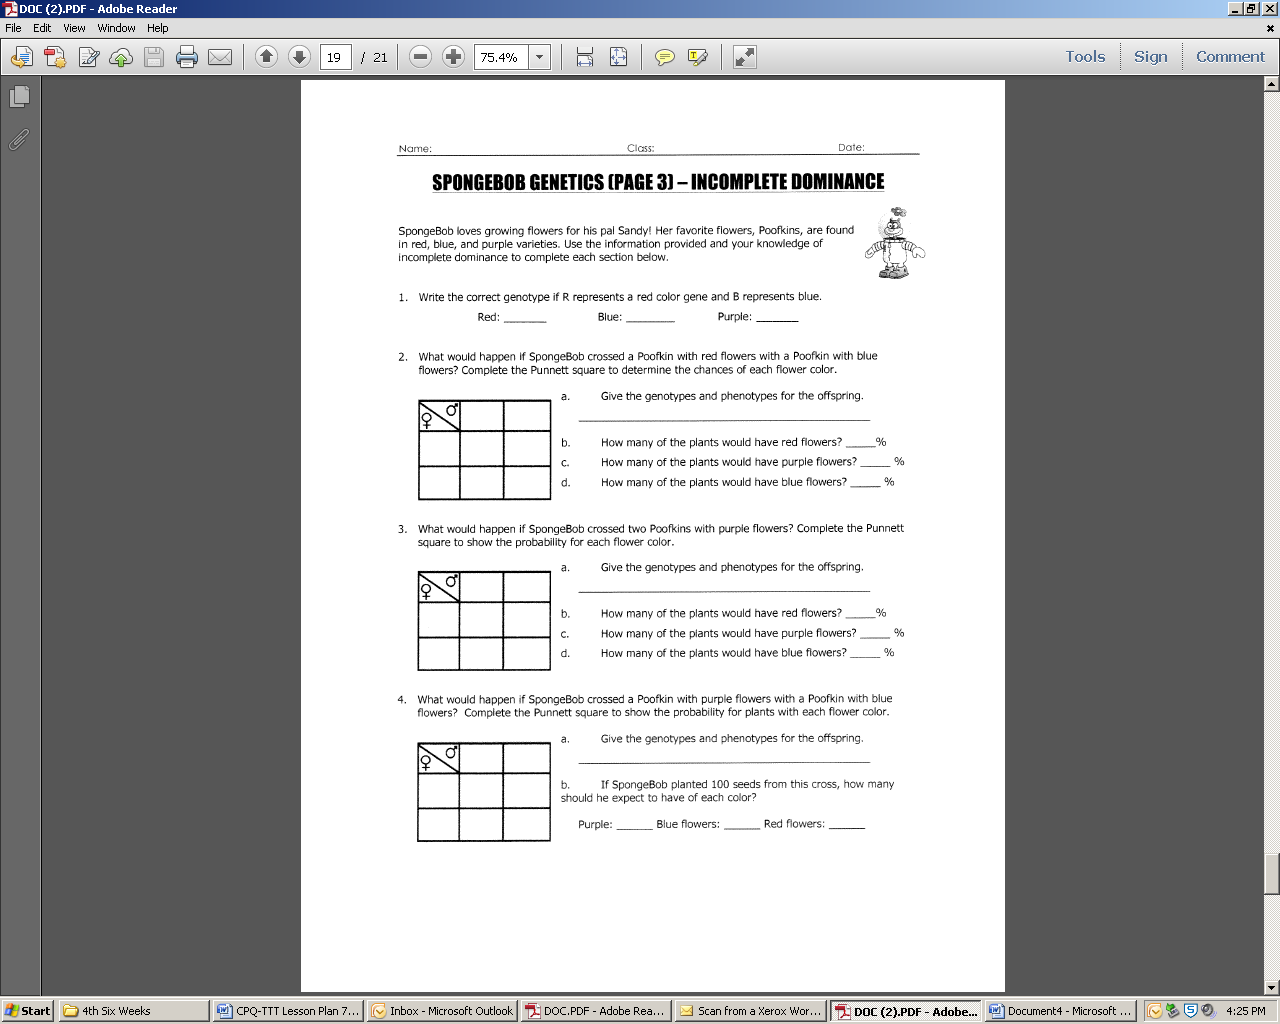 DOC (2).PDF - Adobe Reader
File Edit View Window Help
19 / 21 75.4% Tools Sign Comment
Name: Class: Date:
SPONGEBOB GENETICS (PAGE 3) – INCOMPLETE DOMINANCE
SpongeBob loves growing flowers for his pal Sandy! Her favorite flowers, Poofkins, are found
in red, blue, and purple varieties. Use the information provided and your knowledge of
incomplete dominance to complete each section below.
1. Write the correct genotype if R represents a red color gene and B represents blue.
Red: _______ Blue: ________ Purple: _______
2. What would happen if SpongeBob crossed a Poofkin with red flowers with a Poofkin with blue
flowers? Complete the Punnett square to determine the chances of each flower color.
a. Give the genotypes and phenotypes for the offspring.
♂
♀
b. How many of the plants would have red flowers? _____%
c. How many of the plants would have purple flowers? _____ %
d. How many of the plants would have blue flowers? _____ %
3. What would happen if SpongeBob crossed two Poofkins with purple flowers? Complete the Punnett
square to show the probability for each flower color.
a. Give the genotypes and phenotypes for the offspring.
♂
♀
b. How many of the plants would have red flowers? _____%
c. How many of the plants would have purple flowers? _____ %
d. How many of the plants would have blue flowers? _____ %
4. What would happen if SpongeBob crossed a Poofkin with purple flowers with a Poofkin with blue
flowers? Complete the Punnett square to show the probability for plants with each flower color.
a. Give the genotypes and phenotypes for the offspring.
♂
♀
b. If SpongeBob planted 100 seeds from this cross, how many
should he expect to have of each color?
Purple: ______ Blue flowers: ______ Red flowers: ______
Start 4th Six Weeks CPQ-TTT Lesson Plan 7... Inbox - Microsoft Outlook DOC.PDF - Adobe Rea... Scan from a Xerox Wor... DOC (2).PDF - Adobe... Document4 - Microsoft ... 4:25 PM